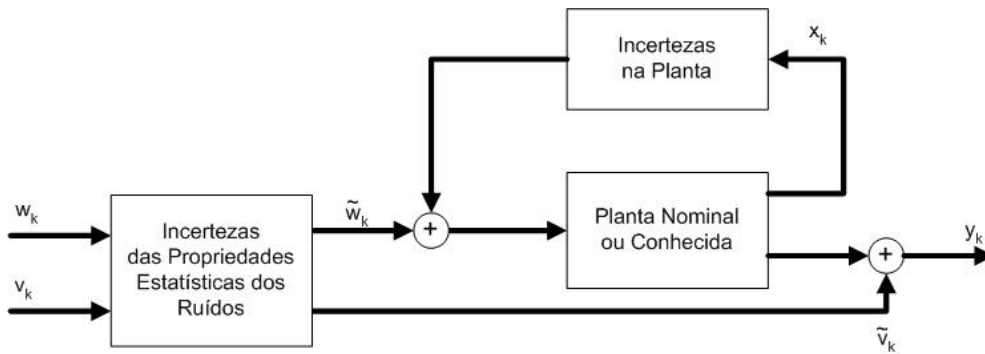 x_k
Incertezas
na Planta
w_k
w̃_k
+
Incertezas
das Propriedades
Estatísticas dos
Ruídos
Planta Nominal
ou Conhecida
y_k
+
v_k
ṽ_k